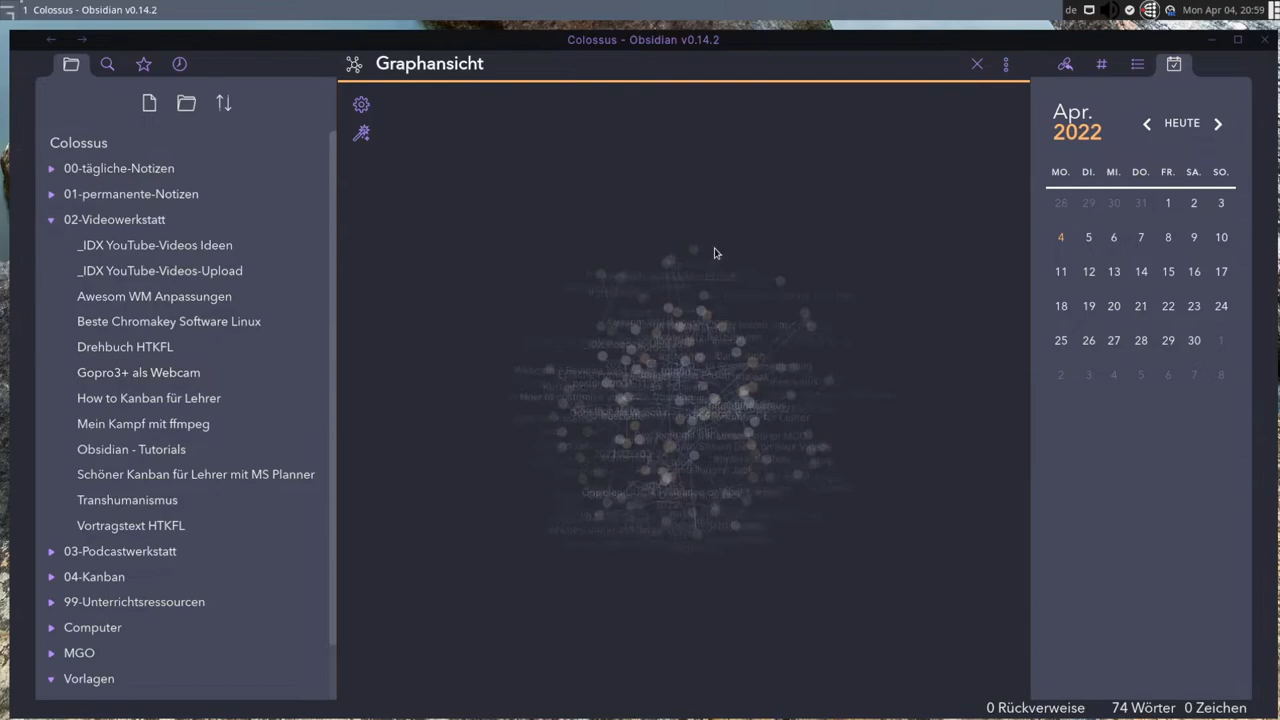 1 Colossus - Obsidian v0.14.2
de
Mon Apr 04, 20:59
Colossus - Obsidian v0.14.2
Graphansicht
Colossus
00-tägliche-Notizen
01-permanente-Notizen
02-Videowerkstatt
_IDX YouTube-Videos Ideen
_IDX YouTube-Videos-Upload
Awesom WM Anpassungen
Beste Chromakey Software Linux
Drehbuch HTKFL
Gopro3+ als Webcam
How to Kanban für Lehrer
Mein Kampf mit ffmpeg
Obsidian - Tutorials
Schöner Kanban für Lehrer mit MS Planner
Transhumanismus
Vortragstext HTKFL
03-Podcastwerkstatt
04-Kanban
99-Unterrichtsressourcen
Computer
MGO
Vorlagen
Apr.
2022
HEUTE
MO. DI. MI. DO. FR. SA. SO.
28 29 30 31 1 2 3
4 5 6 7 8 9 10
11 12 13 14 15 16 17
18 19 20 21 22 23 24
25 26 27 28 29 30 1
2 3 4 5 6 7 8
0 Rückverweise 74 Wörter 0 Zeichen